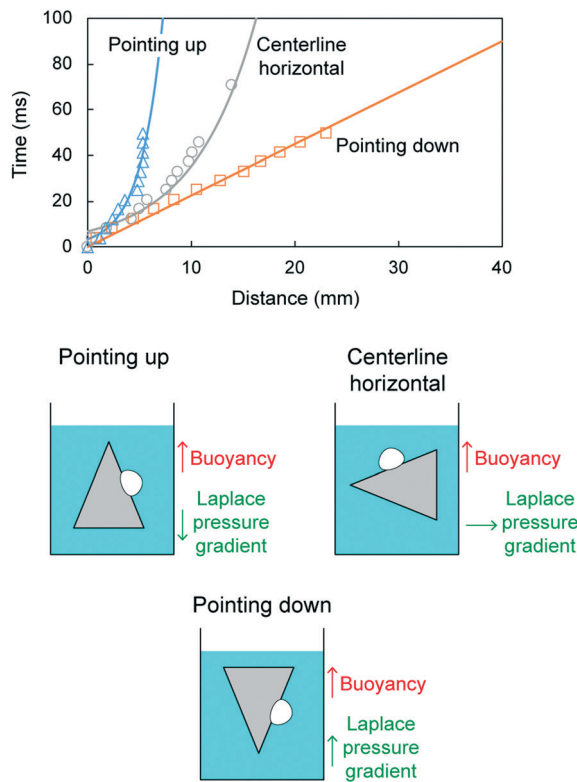 100
80
60
40
20
0
Time (ms)
Pointing up
Centerline
horizontal
Pointing down
0
10
20
30
40
Distance (mm)
Pointing up
Buoyancy
Laplace
pressure
gradient
Centerline
horizontal
Buoyancy
Laplace
pressure
gradient
Pointing down
Buoyancy
Laplace
pressure
gradient